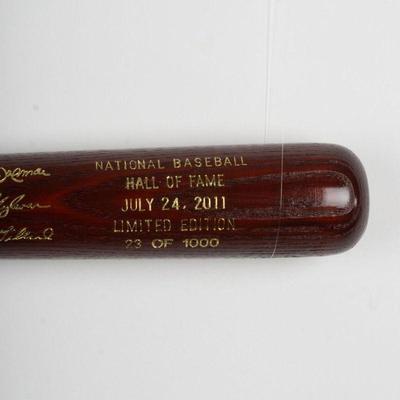 NATIONAL BASEBALL
HALL OF FAME
JULY 24, 2011
LIMITED EDITION
23 OF 1000